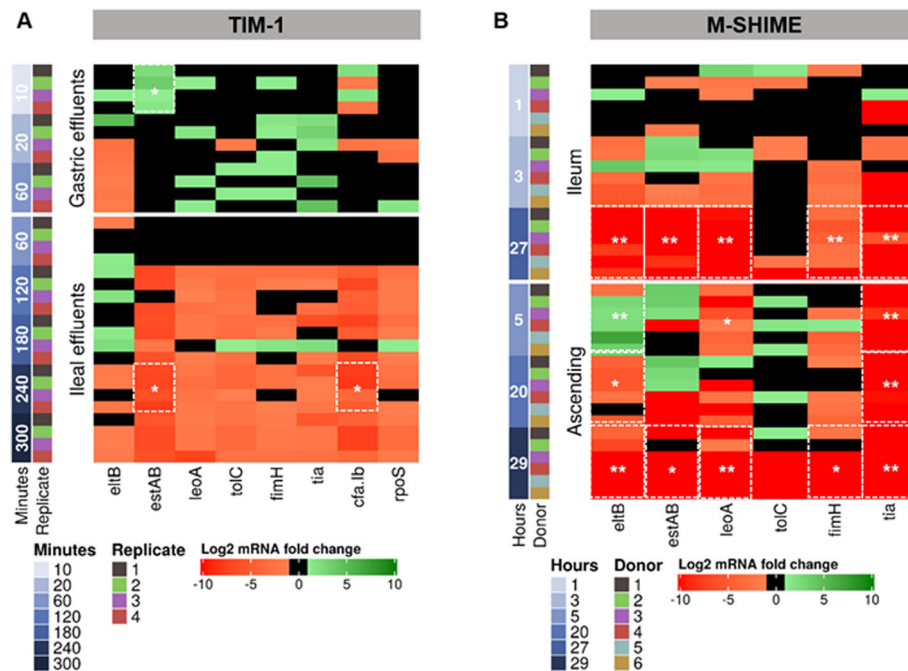 A
TIM-1
Gastric effluents
10
*
20
60
Ileal effluents
60
120
180
240
* *
300
Minutes
Replicate
eltB estAB leoA tolC fimH tia cfa.Ib rpoS
Minutes
10
20
60
120
180
240
300
Replicate
1
2
3
4
Log2 mRNA fold change
-10 -5 0 5 10
B
M-SHIME
Ileum
1
3
27
** ** ** ** **
Ascending
5
** * **
20
* **
29
** * ** * **
Hours
Donor
eltB estAB leoA tolC fimH tia
Hours
1
3
5
20
27
29
Donor
1
2
3
4
5
6
Log2 mRNA fold change
-10 -5 0 5 10